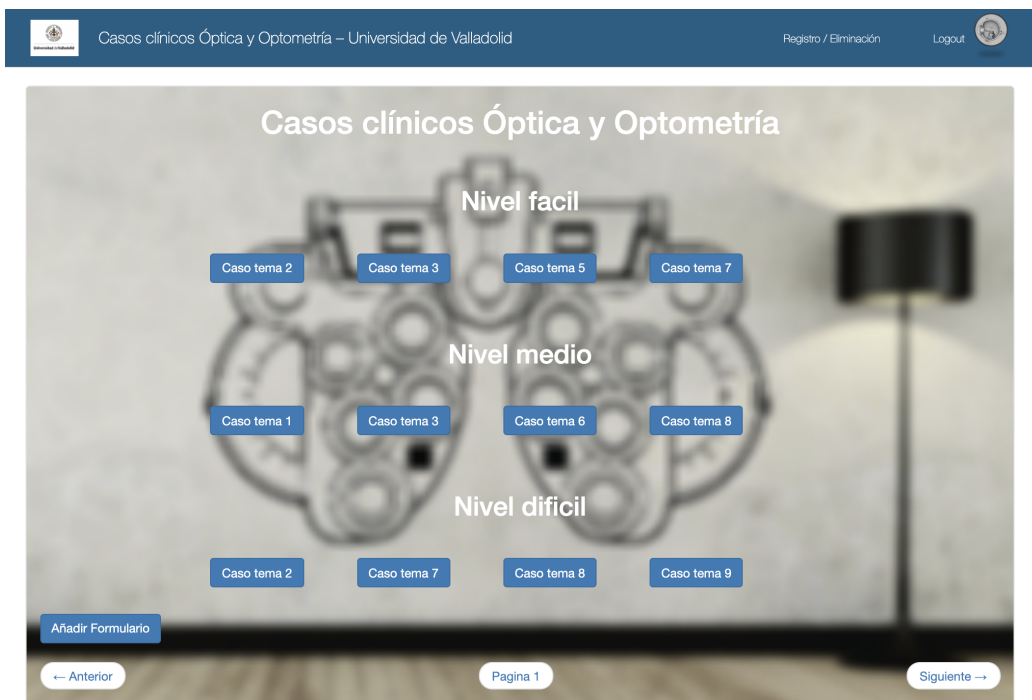 Universidad de Valladolid
Casos clínicos Óptica y Optometría – Universidad de Valladolid
Registro / Eliminación
Logout
Casos clínicos Óptica y Optometría
Nivel facil
Caso tema 2
Caso tema 3
Caso tema 5
Caso tema 7
Nivel medio
Caso tema 1
Caso tema 3
Caso tema 6
Caso tema 8
Nivel dificil
Caso tema 2
Caso tema 7
Caso tema 8
Caso tema 9
Añadir Formulario
← Anterior
Pagina 1
Siguiente →